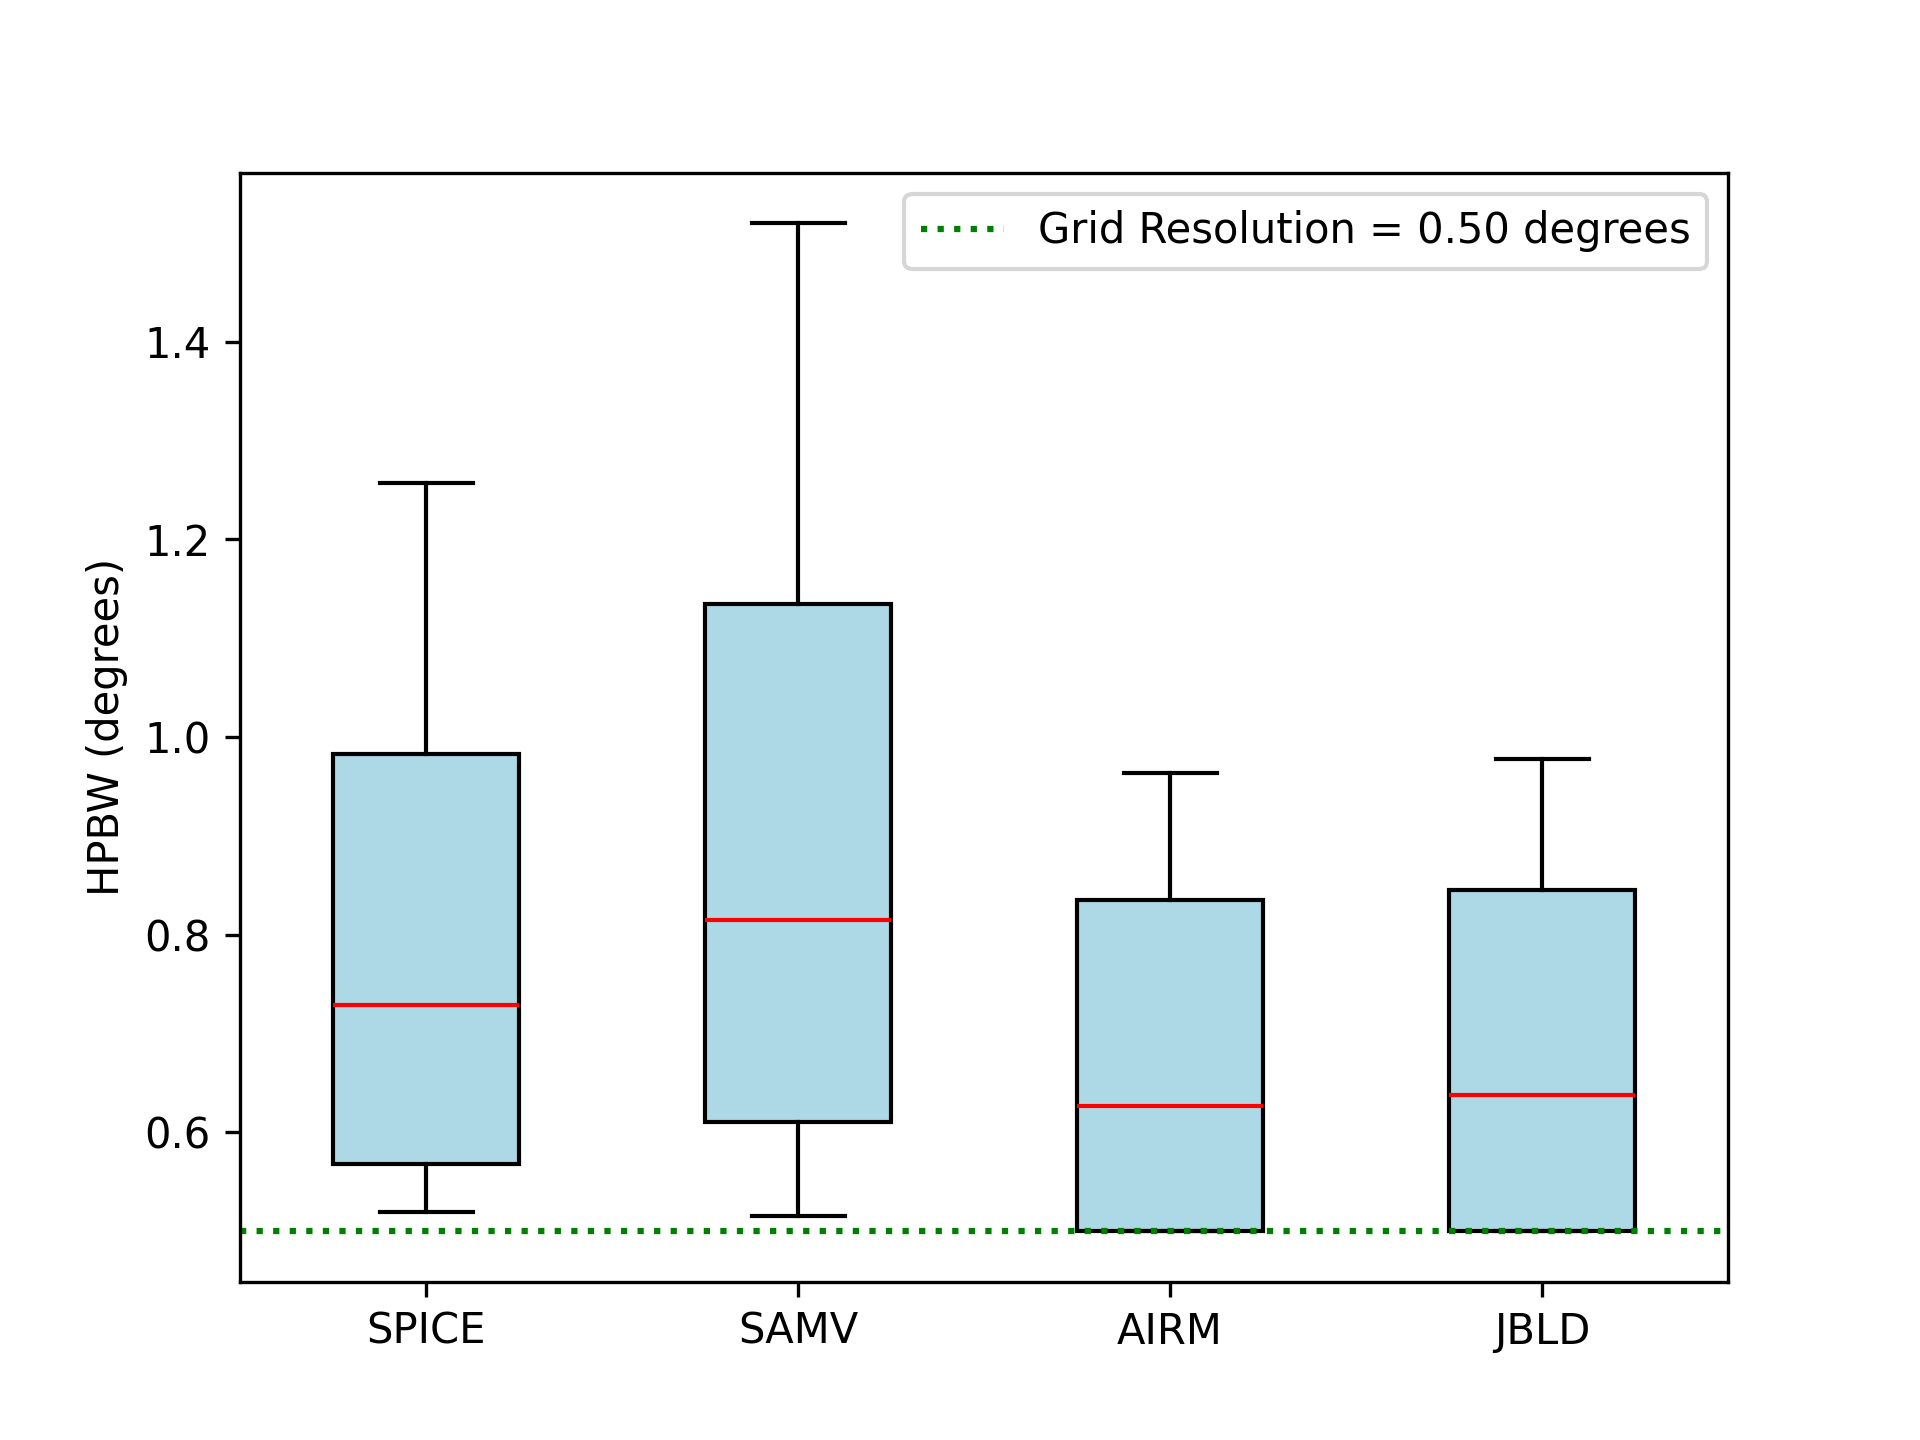 Grid Resolution = 0.50 degrees
HPBW (degrees)
1.4
1.2
1.0
0.8
0.6
SPICE SAMV AIRM JBLD